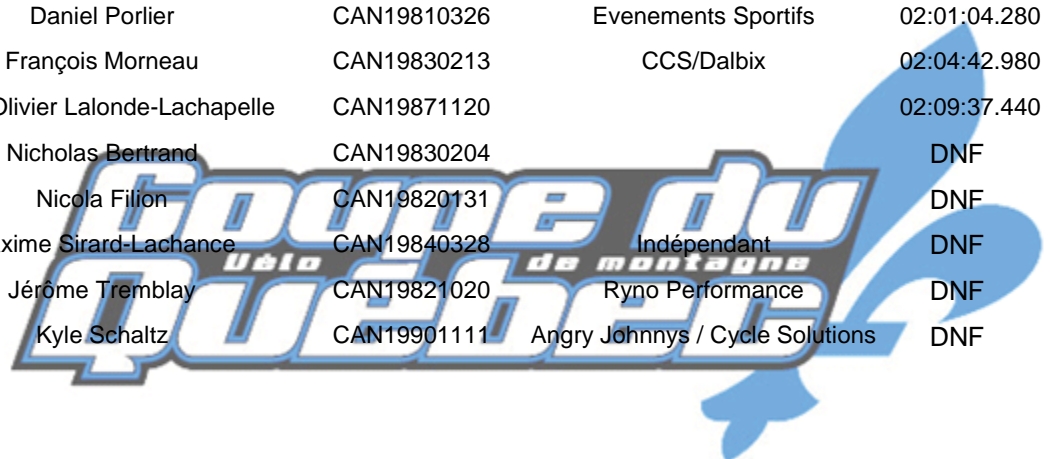 Daniel Porlier CAN19810326 Evenements Sportifs 02:01:04.280
François Morneau CAN19830213 CCS/Dalbix 02:04:42.980
Olivier Lalonde-Lachapelle CAN19871120 02:09:37.440
Nicholas Bertrand CAN19830204 DNF
Nicola Filion CAN19820131 DNF
xime Sirard-Lachance CAN19840328 Indépendant DNF
Jérôme Tremblay CAN19821020 Ryno Performance DNF
Kyle Schaltz CAN19901111 Angry Johnnys / Cycle Solutions DNF
Coupe du
Vélo de montagne
Québec